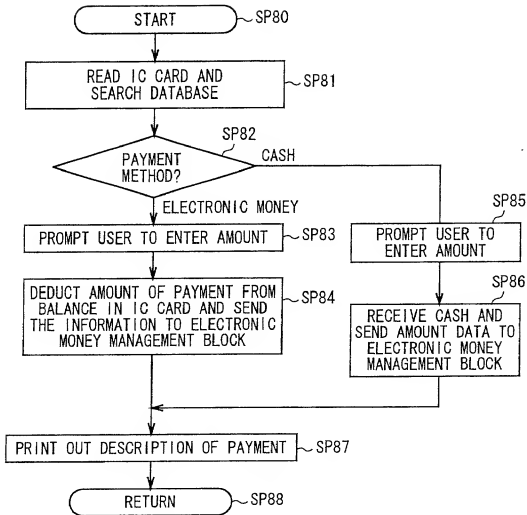 START
SP80
READ IC CARD AND
SEARCH DATABASE
SP81
SP82
PAYMENT
METHOD?
CASH
ELECTRONIC MONEY
PROMPT USER TO ENTER AMOUNT
SP83
SP85
PROMPT USER TO
ENTER AMOUNT
DEDUCT AMOUNT OF PAYMENT FROM
BALANCE IN IC CARD AND SEND
THE INFORMATION TO ELECTRONIC
MONEY MANAGEMENT BLOCK
SP84
SP86
RECEIVE CASH AND
SEND AMOUNT DATA TO
ELECTRONIC MONEY
MANAGEMENT BLOCK
PRINT OUT DESCRIPTION OF PAYMENT
SP87
RETURN
SP88